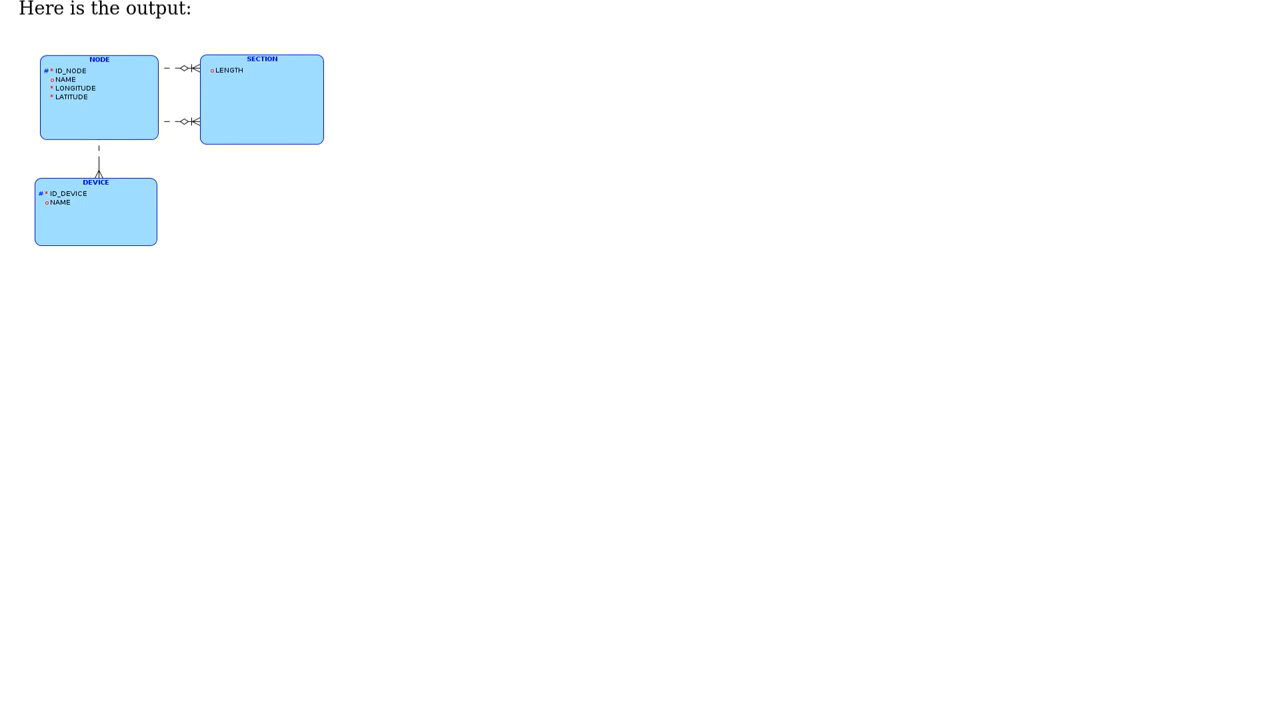 Here is the output:
NODE
#* ID_NODE
o NAME
* LONGITUDE
* LATITUDE
SECTION
o LENGTH
DEVICE
#* ID_DEVICE
o NAME